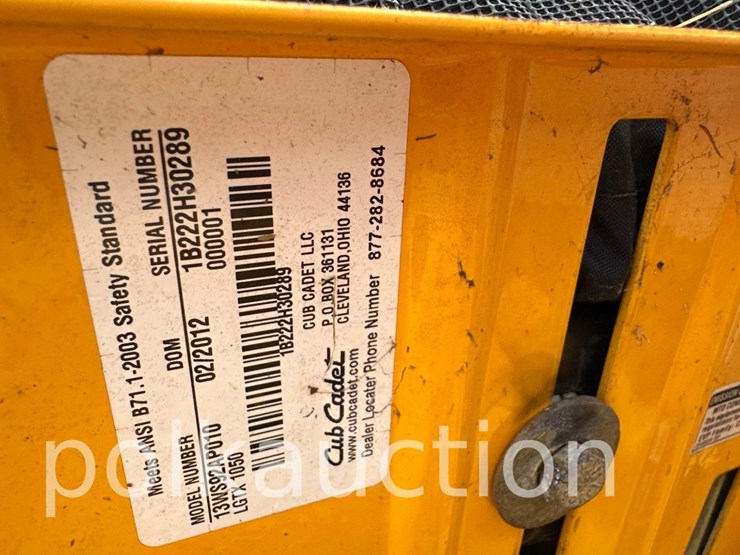 Meets ANSI B71.1-2003 Safety Standard
MODEL NUMBER DOM SERIAL NUMBER
13WS92AP010 02/2012 1B222H30289
LGTX 1050 000001
1B222H30289
Cub Cadet
CUB CADET LLC
P.O.BOX 361131
CLEVELAND,OHIO 44136
www.cubcadet.com
Dealer Locater Phone Number 877-282-8684
polkauction